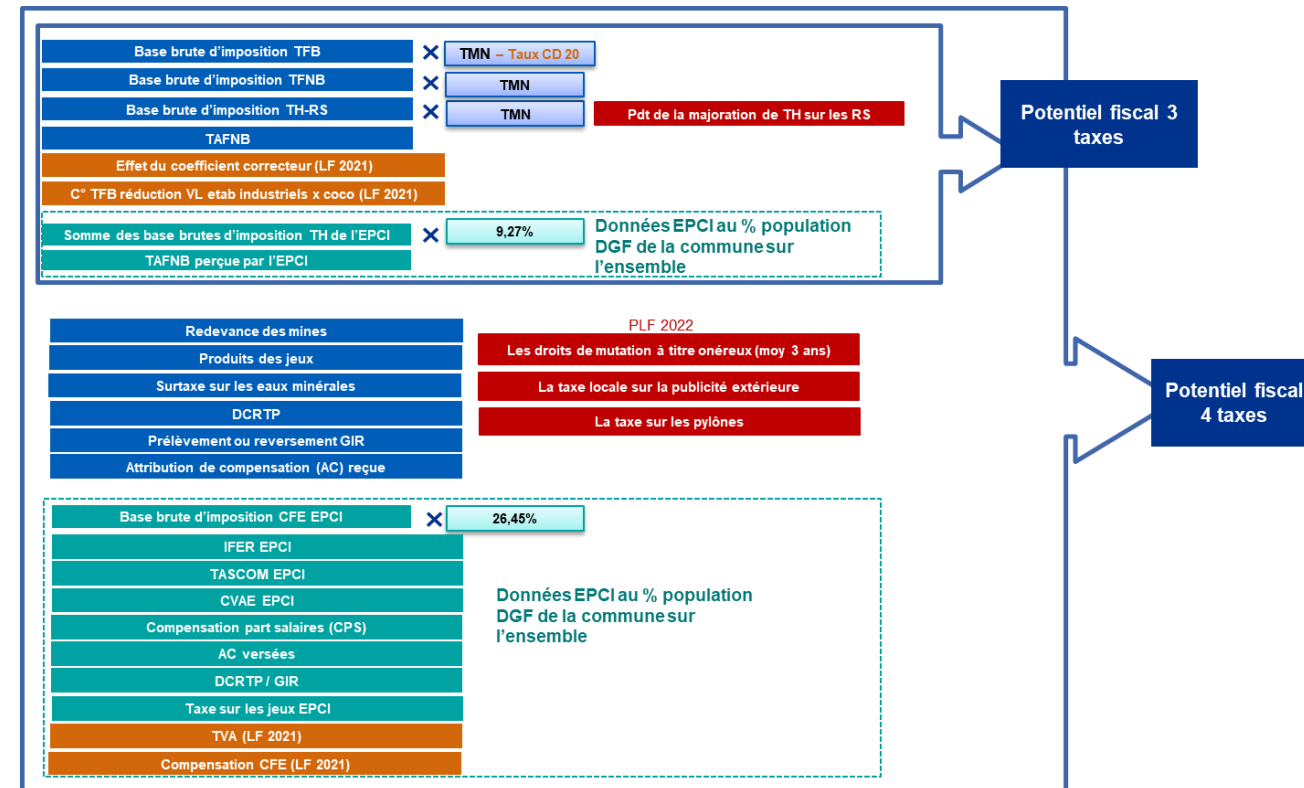 Base brute d'imposition TFB
TMN – Taux CD 20
Base brute d'imposition TFNB
TMN
Base brute d'imposition TH-RS
TMN
Pdt de la majoration de TH sur les RS
TAFNB
Effet du coefficient correcteur (LF 2021)
C° TFB réduction VL etab industriels x coco (LF 2021)
Somme des base brutes d'imposition TH de l'EPCI
9,27%
TAFNB perçue par l'EPCI
Données EPCI au % population
DGF de la commune sur
l'ensemble
Potentiel fiscal 3
taxes
Redevance des mines
Produits des jeux
Surtaxe sur les eaux minérales
DCRTP
Prélèvement ou reversement GIR
Attribution de compensation (AC) reçue
PLF 2022
Les droits de mutation à titre onéreux (moy 3 ans)
La taxe locale sur la publicité extérieure
La taxe sur les pylônes
Potentiel fiscal
4 taxes
Base brute d'imposition CFE EPCI
26,45%
IFER EPCI
TASCOM EPCI
CVAE EPCI
Compensation part salaires (CPS)
AC versées
DCRTP / GIR
Taxe sur les jeux EPCI
TVA (LF 2021)
Compensation CFE (LF 2021)
Données EPCI au % population
DGF de la commune sur
l'ensemble